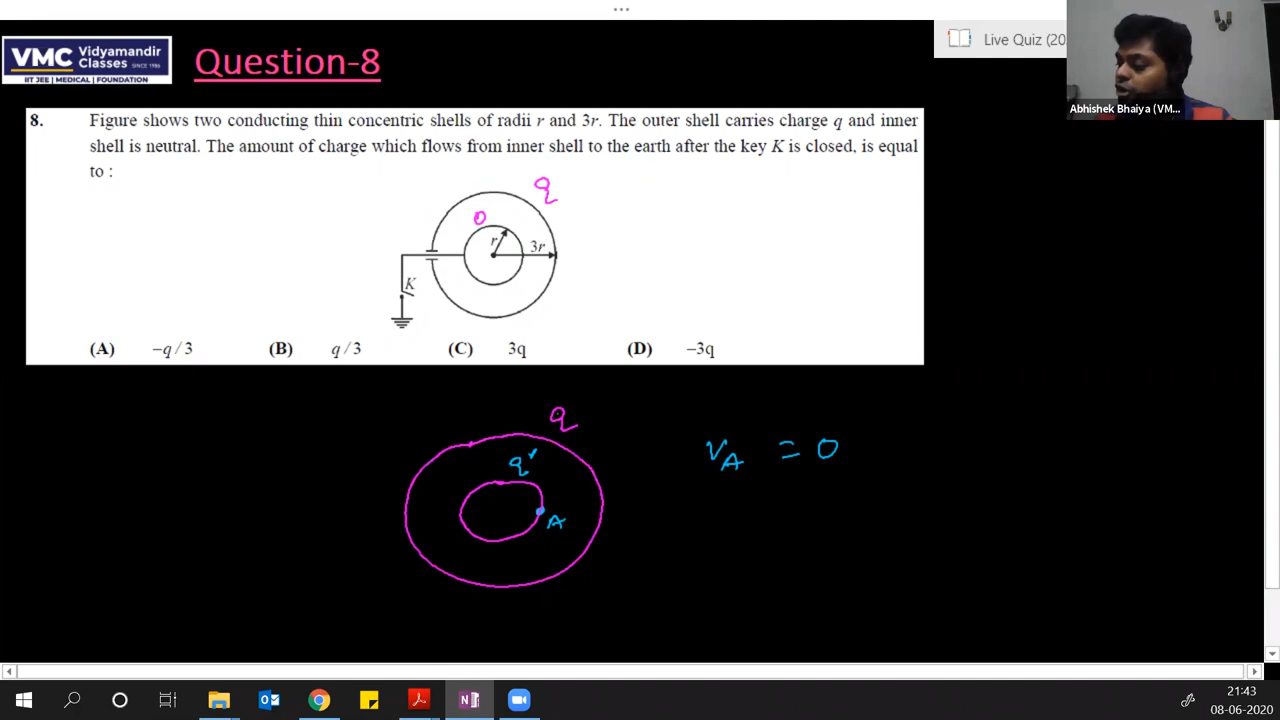 VMC Vidyamandir Classes SINCE 1986
IIT JEE | MEDICAL | FOUNDATION
Question-8
Live Quiz (20
Abhishek Bhaiya (VM...
8. Figure shows two conducting thin concentric shells of radii r and 3r. The outer shell carries charge q and inner
shell is neutral. The amount of charge which flows from inner shell to the earth after the key K is closed, is equal
to :
q
0
r
3r
K
(A) −q / 3 (B) q / 3 (C) 3q (D) −3q
q
q'
A
V_A = 0
21:43
08-06-2020